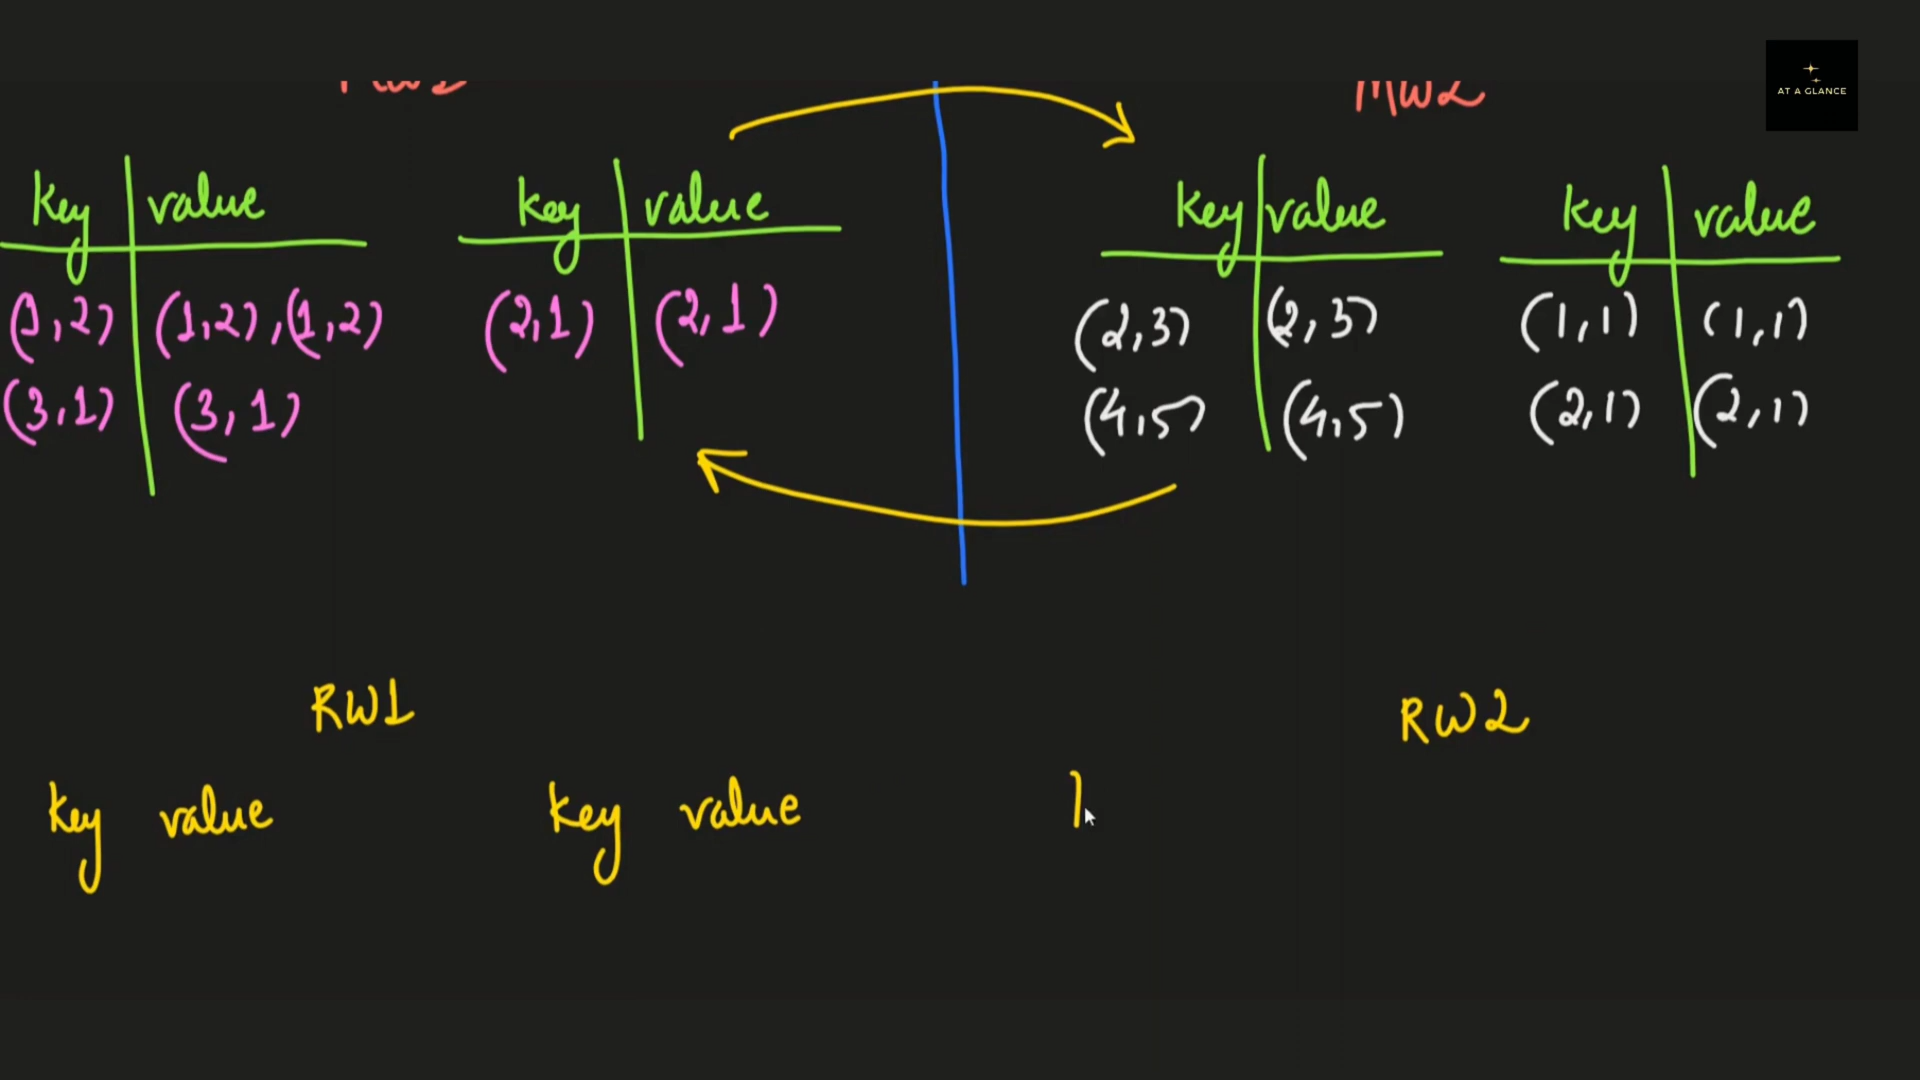 MW2
AT A GLANCE
key value key value key value key value
(1,2) (1,2),(1,2) (2,1) (2,1) (2,3) (2,3) (1,1) (1,1)
(3,1) (3,1) (4,5) (4,5) (2,1) (2,1)
RW1 RW2
key value key value